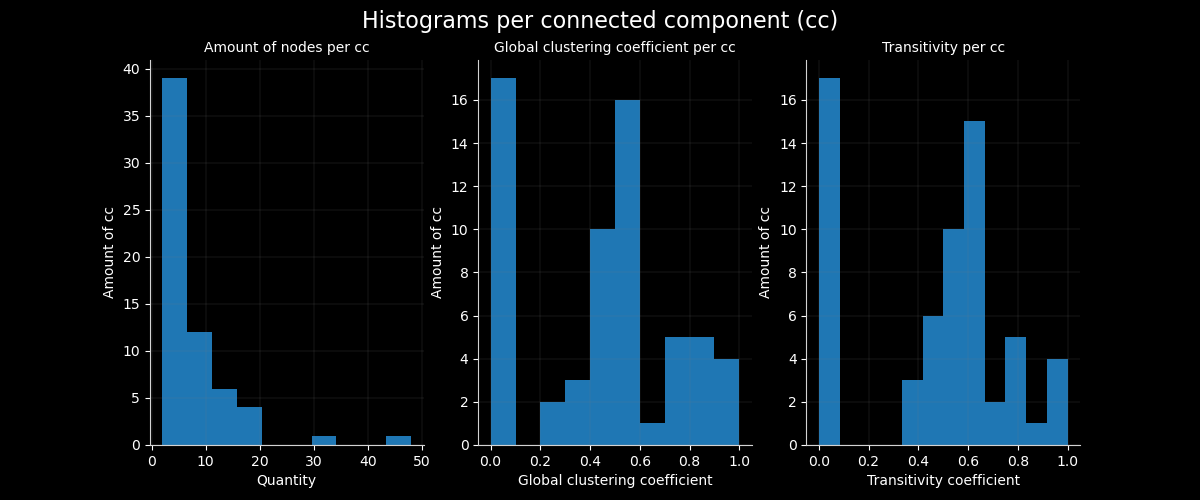 Histograms per connected component (cc)
Amount of nodes per cc
Global clustering coefficient per cc
Transitivity per cc
40
35
30
25
20
15
10
5
0
Amount of cc
0 10 20 30 40 50
Quantity
16
14
12
10
8
6
4
2
0
Amount of cc
0.0 0.2 0.4 0.6 0.8 1.0
Global clustering coefficient
16
14
12
10
8
6
4
2
0
Amount of cc
0.0 0.2 0.4 0.6 0.8 1.0
Transitivity coefficient